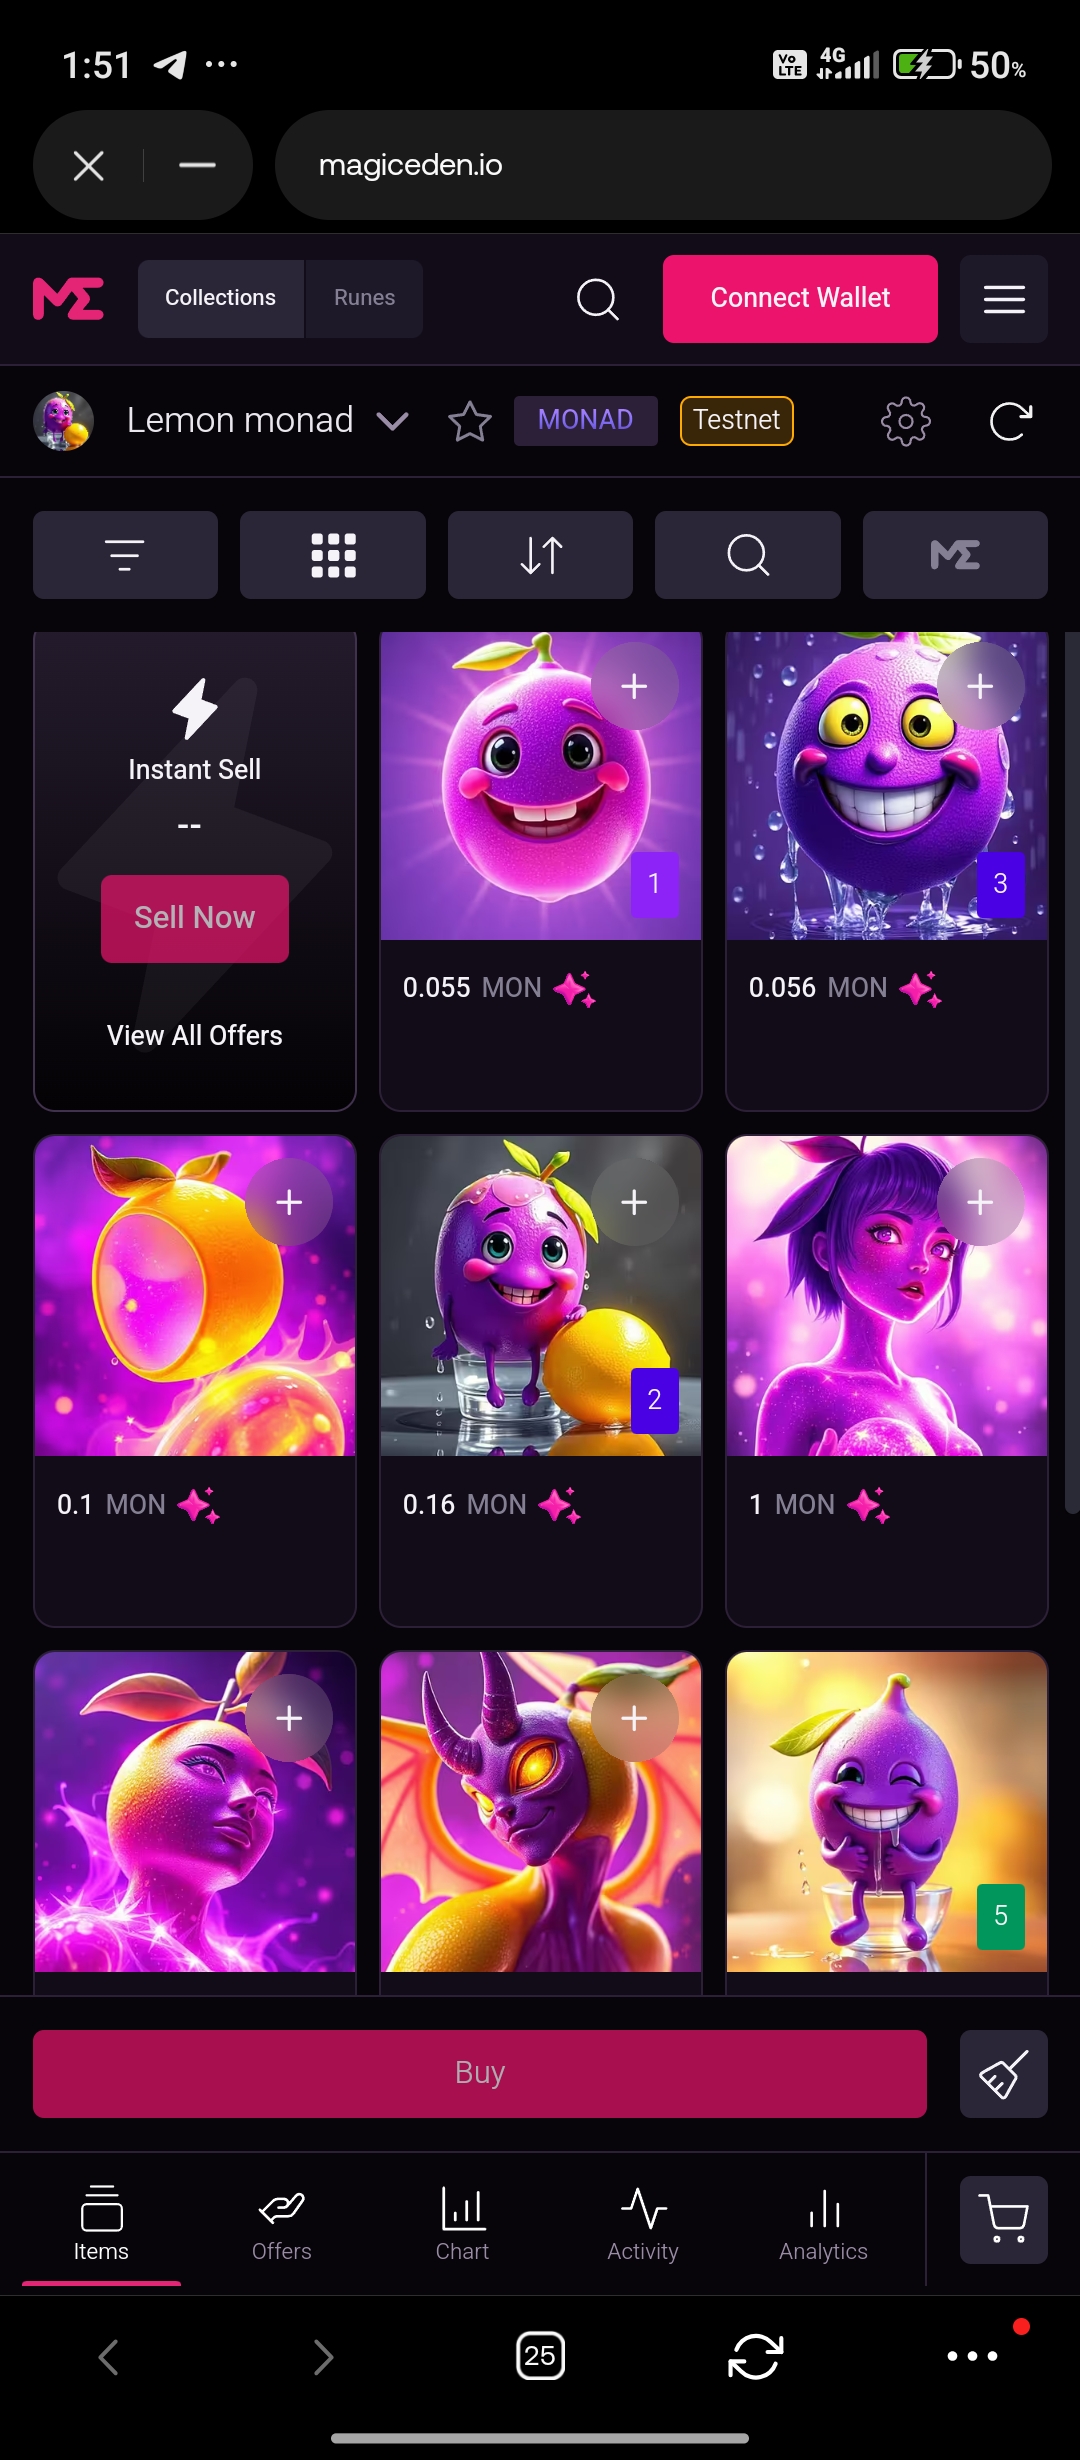 1:51 ... Vo LTE 4G 50%
magiceden.io
ME Collections Runes Connect Wallet
Lemon monad MONAD Testnet
ME
Instant Sell
--
Sell Now
View All Offers
1
3
0.055 MON
0.056 MON
2
0.1 MON
0.16 MON
1 MON
5
Buy
Items Offers Chart Activity Analytics
25